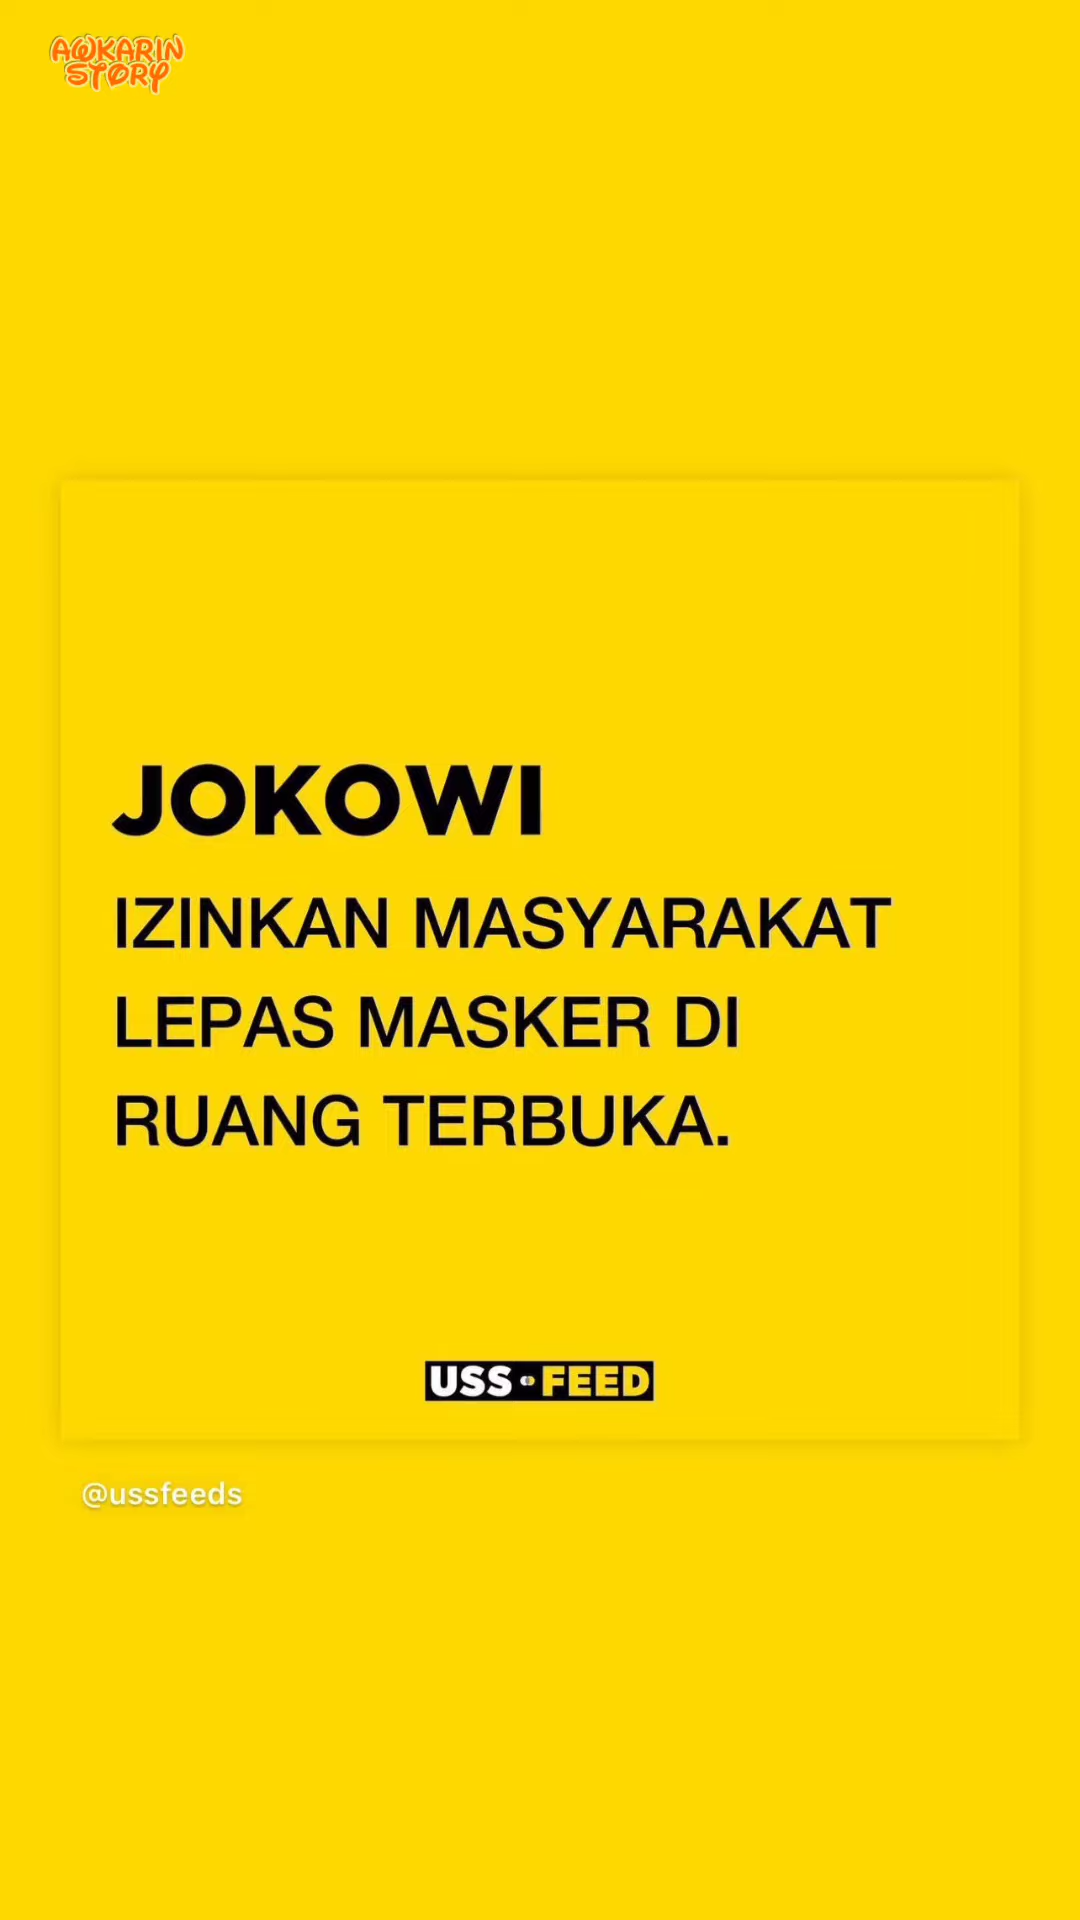 AWKARIN
STORY
JOKOWI
IZINKAN MASYARAKAT
LEPAS MASKER DI
RUANG TERBUKA.
USS FEED
@ussfeeds